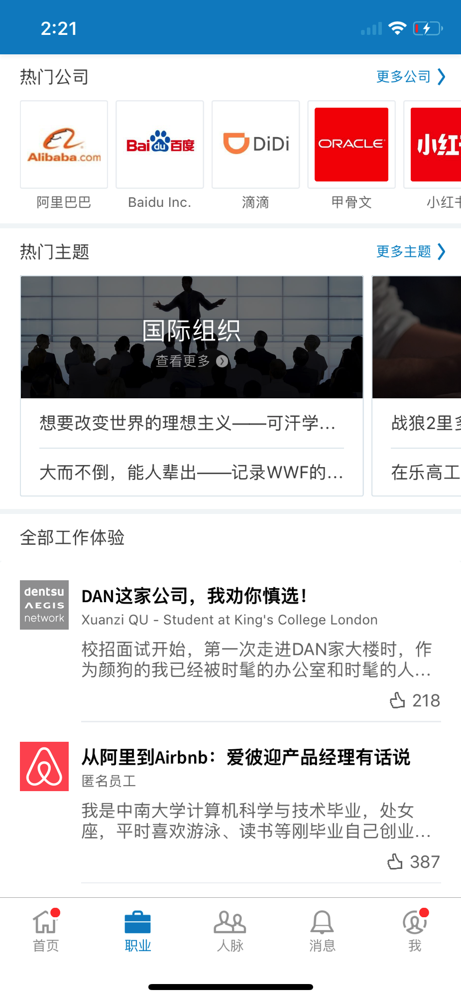 2:21
热门公司
更多公司
Alibaba.com
Bai du 百度
DiDi
ORACLE
小红
阿里巴巴
Baidu Inc.
滴滴
甲骨文
小红书
热门主题
更多主题
国际组织
查看更多
想要改变世界的理想主义——可汗学...
战狼2里多
大而不倒，能人辈出——记录WWF的...
在乐高工
全部工作体验
dentsu
AEGIS
network
DAN这家公司，我劝你慎选！
Xuanzi QU - Student at King's College London
校招面试开始，第一次走进DAN家大楼时，作
为颜狗的我已经被时髦的办公室和时髦的人...
218
从阿里到Airbnb：爱彼迎产品经理有话说
匿名员工
我是中南大学计算机科学与技术毕业，处女
座，平时喜欢游泳、读书等刚毕业自己创业...
387
首页
职业
人脉
消息
我